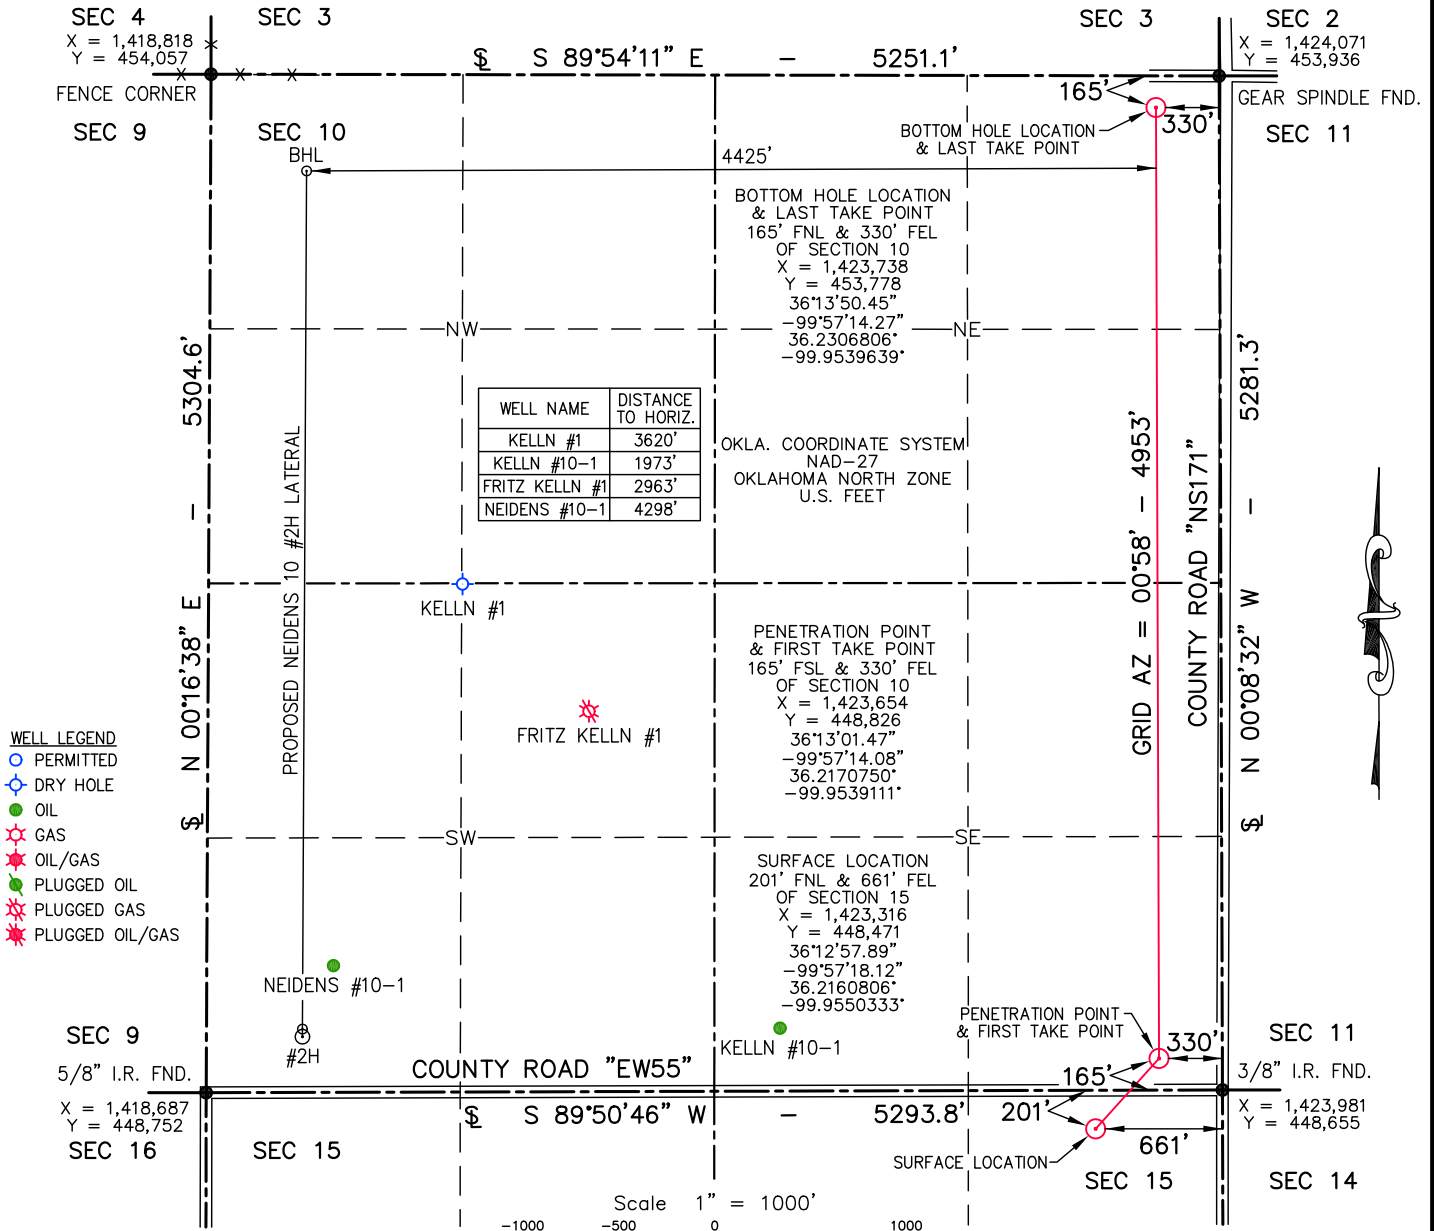 SEC 4
SEC 3
SEC 3
SEC 2
X = 1,418,818
Y = 454,057
℄ S 89°54'11" E – 5251.1'
X = 1,424,071
Y = 453,936
FENCE CORNER
165'
GEAR SPINDLE FND.
330'
SEC 9
SEC 10
BOTTOM HOLE LOCATION
& LAST TAKE POINT
SEC 11
BHL
4425'
BOTTOM HOLE LOCATION
& LAST TAKE POINT
165' FNL & 330' FEL
OF SECTION 10
X = 1,423,738
Y = 453,778
36°13'50.45"
-99°57'14.27"
36.2306806°
-99.9539639°
NW
NE
℄ N 00°16'38" E – 5304.6'
PROPOSED NEIDENS 10 #2H LATERAL
WELL NAME DISTANCE TO HORIZ.
KELLN #1 3620'
KELLN #10-1 1973'
FRITZ KELLN #1 2963'
NEIDENS #10-1 4298'
OKLA. COORDINATE SYSTEM
NAD-27
OKLAHOMA NORTH ZONE
U.S. FEET
GRID AZ = 00°58' - 4953'
COUNTY ROAD "NS171"
℄ N 00°08'32" W – 5281.3'
KELLN #1
FRITZ KELLN #1
PENETRATION POINT
& FIRST TAKE POINT
165' FSL & 330' FEL
OF SECTION 10
X = 1,423,654
Y = 448,826
36°13'01.47"
-99°57'14.08"
36.2170750°
-99.9539111°
WELL LEGEND
PERMITTED
DRY HOLE
OIL
GAS
OIL/GAS
PLUGGED OIL
PLUGGED GAS
PLUGGED OIL/GAS
SW
SE
SURFACE LOCATION
201' FNL & 661' FEL
OF SECTION 15
X = 1,423,316
Y = 448,471
36°12'57.89"
-99°57'18.12"
36.2160806°
-99.9550333°
NEIDENS #10-1
KELLN #10-1
PENETRATION POINT
& FIRST TAKE POINT
330'
SEC 9
#2H
SEC 11
5/8" I.R. FND.
COUNTY ROAD "EW55"
165'
3/8" I.R. FND.
X = 1,418,687
Y = 448,752
℄ S 89°50'46" W – 5293.8'
201'
X = 1,423,981
Y = 448,655
661'
SEC 16
SEC 15
SURFACE LOCATION
SEC 15
SEC 14
Scale 1" = 1000'
-1000 -500 0 1000